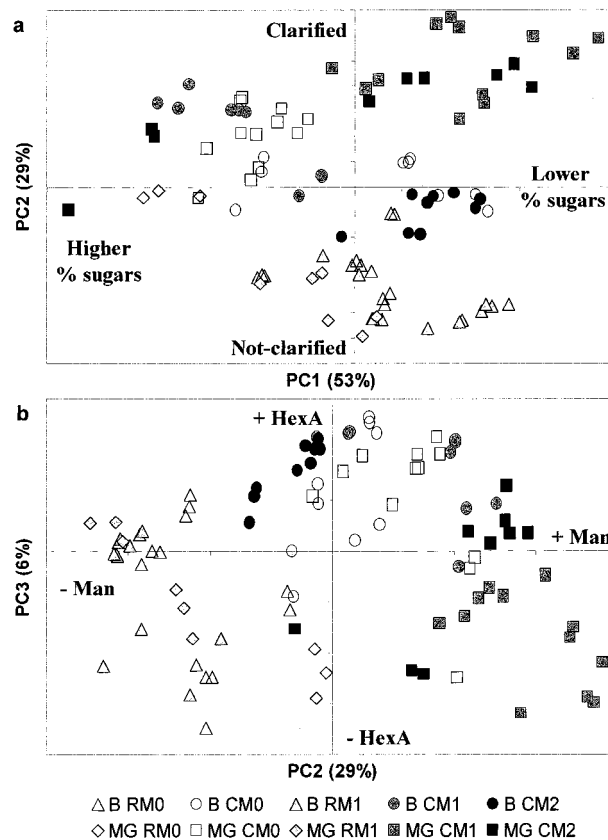 a
Clarified
PC2 (29%)
Lower
% sugars
Higher
% sugars
Not-clarified
PC1 (53%)
b
+ HexA
PC3 (6%)
+ Man
- Man
- HexA
PC2 (29%)
B RM0 B CM0 B RM1 B CM1 B CM2
MG RM0 MG CM0 MG RM1 MG CM1 MG CM2